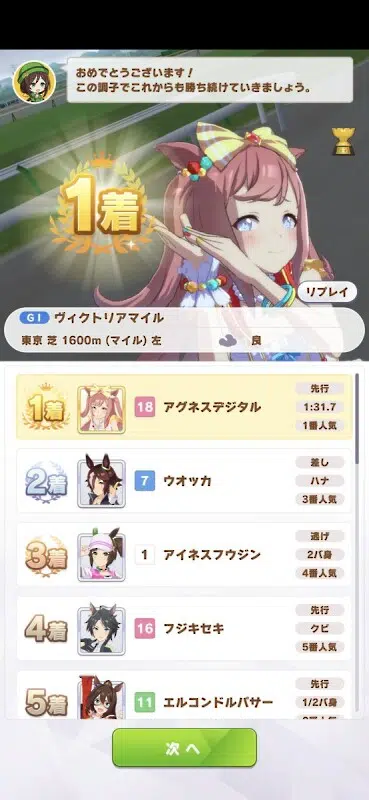 おめでとうございます！
この調子でこれからも勝ち続けていきましょう。
1着
リプレイ
GI ヴィクトリアマイル
東京 芝 1600m (マイル) 左 良
1着 18 アグネスデジタル 先行 1:31.7 1番人気
2着 7 ウオッカ 差し ハナ 3番人気
3着 1 アイネスフウジン 逃げ 2バ身 4番人気
4着 16 フジキセキ 先行 クビ 5番人気
5着 11 エルコンドルパサー 先行 1/2バ身
次へ